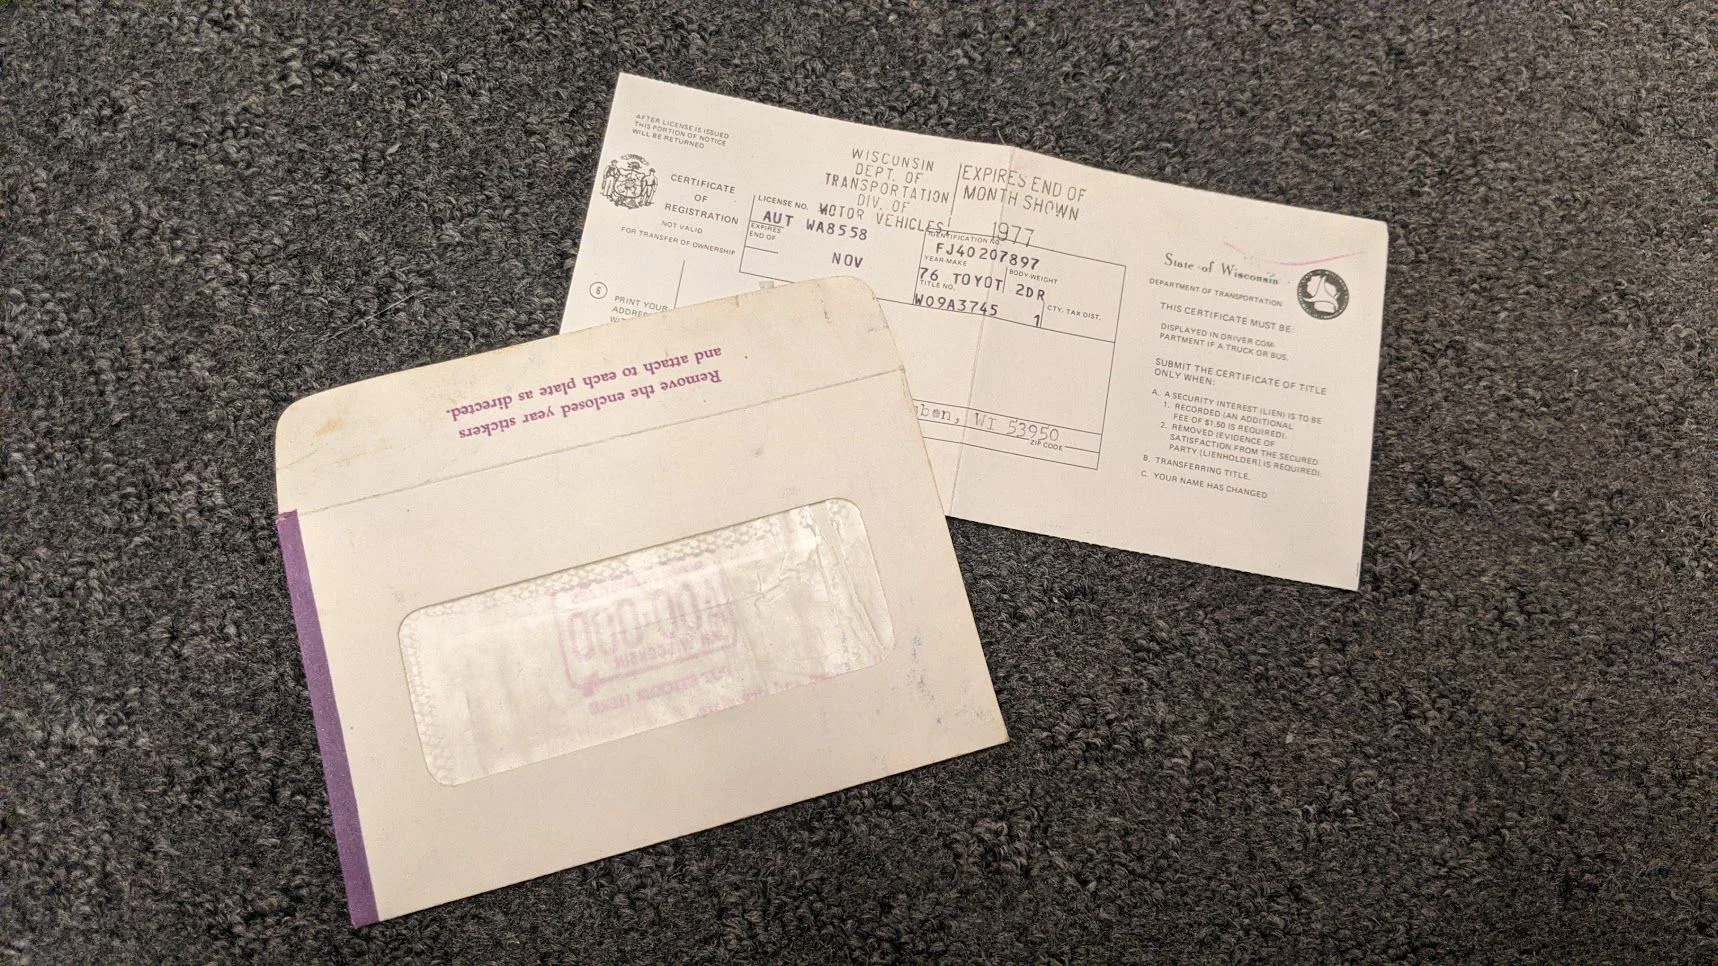 AFTER LICENSE IS ISSUED
THIS PORTION OF NOTICE
WILL BE RETURNED
CERTIFICATE
OF
REGISTRATION
NOT VALID
FOR TRANSFER OF OWNERSHIP
6
PRINT YOUR
WISCONSIN
DEPT. OF
TRANSPORTATION
DIV. OF
MOTOR VEHICLES
EXPIRES END OF
MONTH SHOWN
1977
LICENSE NO.
AUT WA8558
EXPIRES
END OF
NOV
IDENTIFICATION NO.
FJ40207897
YEAR-MAKE
BODY-WEIGHT
76 TOYOT 2DR
TITLE NO.
CTY. TAX DIST.
W09A3745 1
WI 53950
ZIP CODE
State of Wisconsin
DEPARTMENT OF TRANSPORTATION
THIS CERTIFICATE MUST BE:
DISPLAYED IN DRIVER COM-
PARTMENT IF A TRUCK OR BUS.
SUBMIT THE CERTIFICATE OF TITLE
ONLY WHEN:
A. A SECURITY INTEREST (LIEN) IS TO BE
1. RECORDED (AN ADDITIONAL
FEE OF $1.50 IS REQUIRED).
2. REMOVED (EVIDENCE OF
SATISFACTION FROM THE SECURED
PARTY (LIENHOLDER) IS REQUIRED).
B. TRANSFERRING TITLE.
C. YOUR NAME HAS CHANGED
Remove the enclosed year stickers
and attach to each plate as directed.